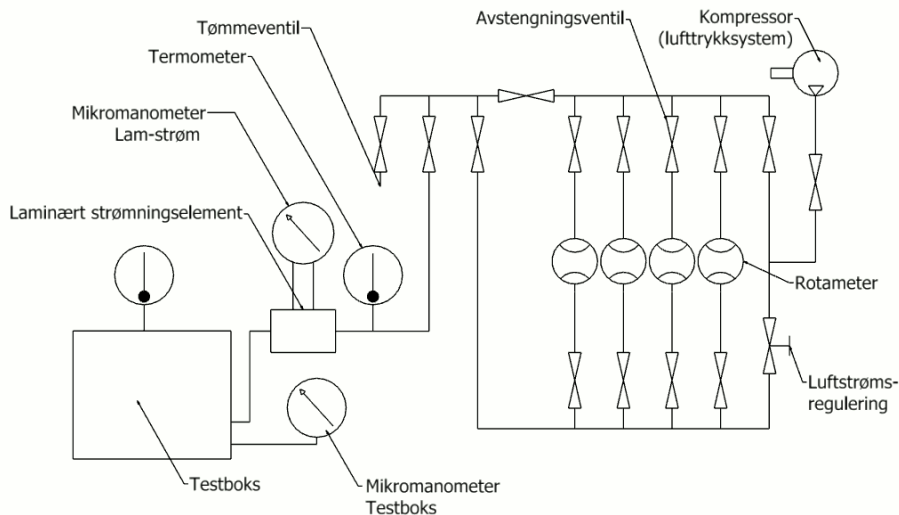 Tømmeventil
Termometer
Mikromanometer
Lam-strøm
Laminært strømningselement
Avstengningsventil
Kompressor
(lufttrykksystem)
Rotameter
Luftstrøms-
regulering
Testboks
Mikromanometer
Testboks